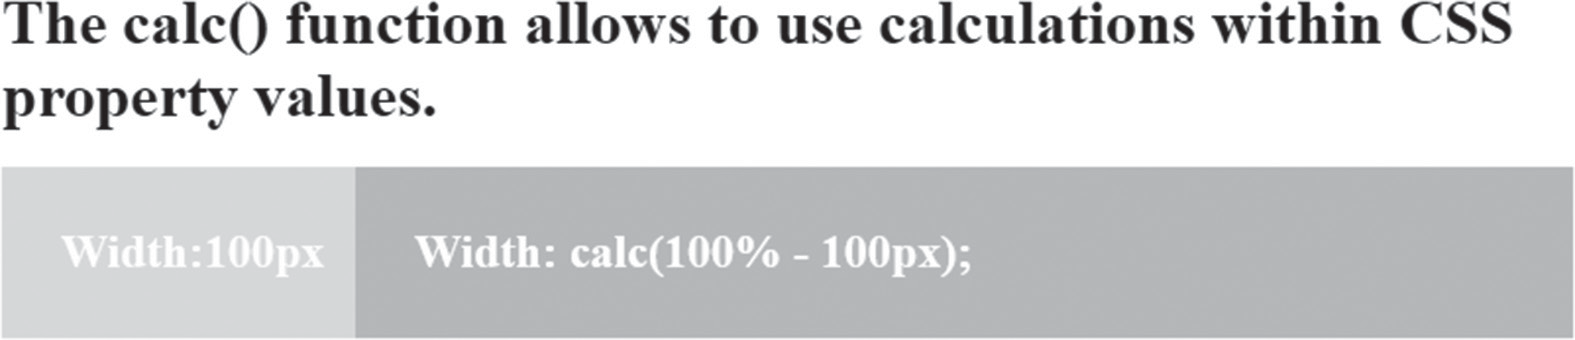 The calc() function allows to use calculations within CSS
property values.
Width:100px
Width: calc(100% - 100px);